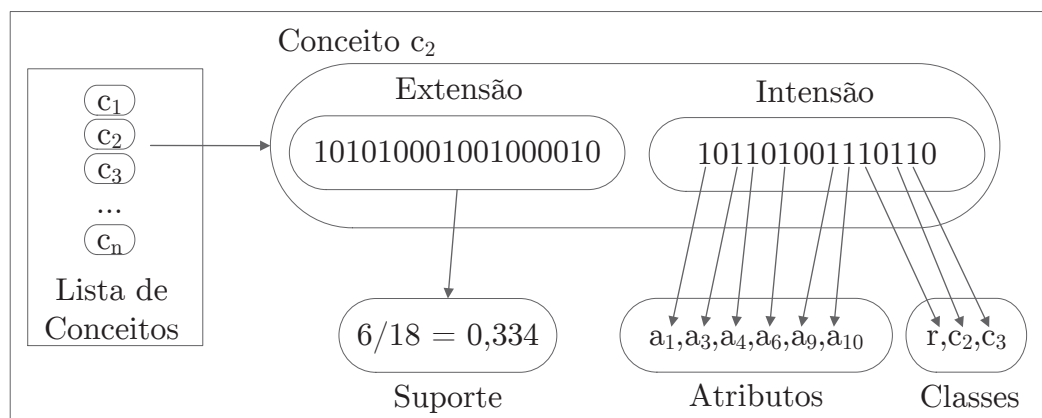 Conceito c₂
c₁
c₂
c₃
...
cₙ
Lista de
Conceitos
Extensão
Intensão
101010001001000010
101101001110110
6/18 = 0,334
a₁,a₃,a₄,a₆,a₉,a₁₀
r,c₂,c₃
Suporte
Atributos
Classes